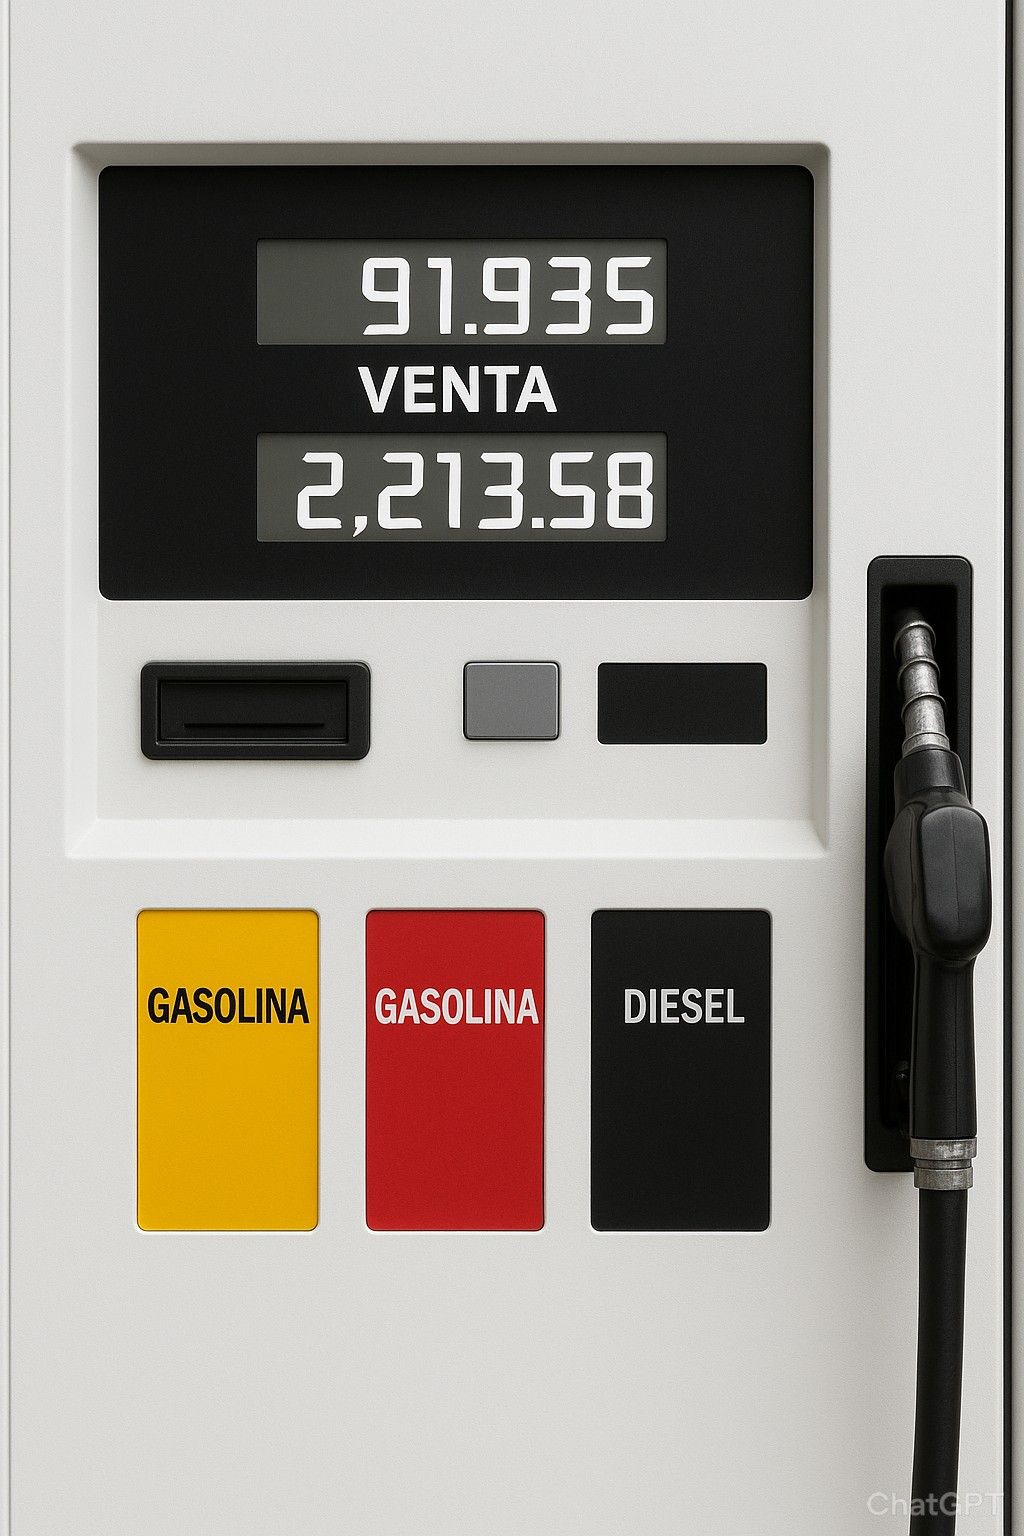 91.935
VENTA
2,213.58
GASOLINA
GASOLINA
DIESEL
ChatGPT